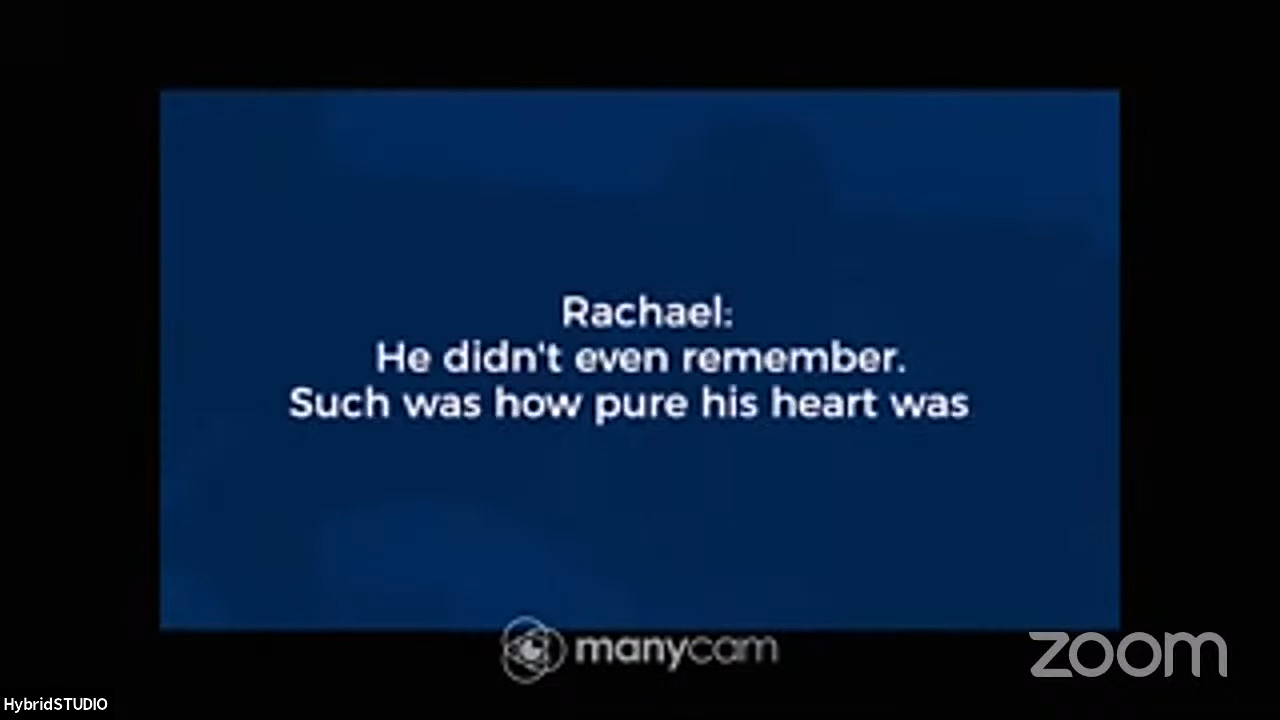 Rachael:
He didn't even remember.
Such was how pure his heart was
manycam
zoom
HybridSTUDIO